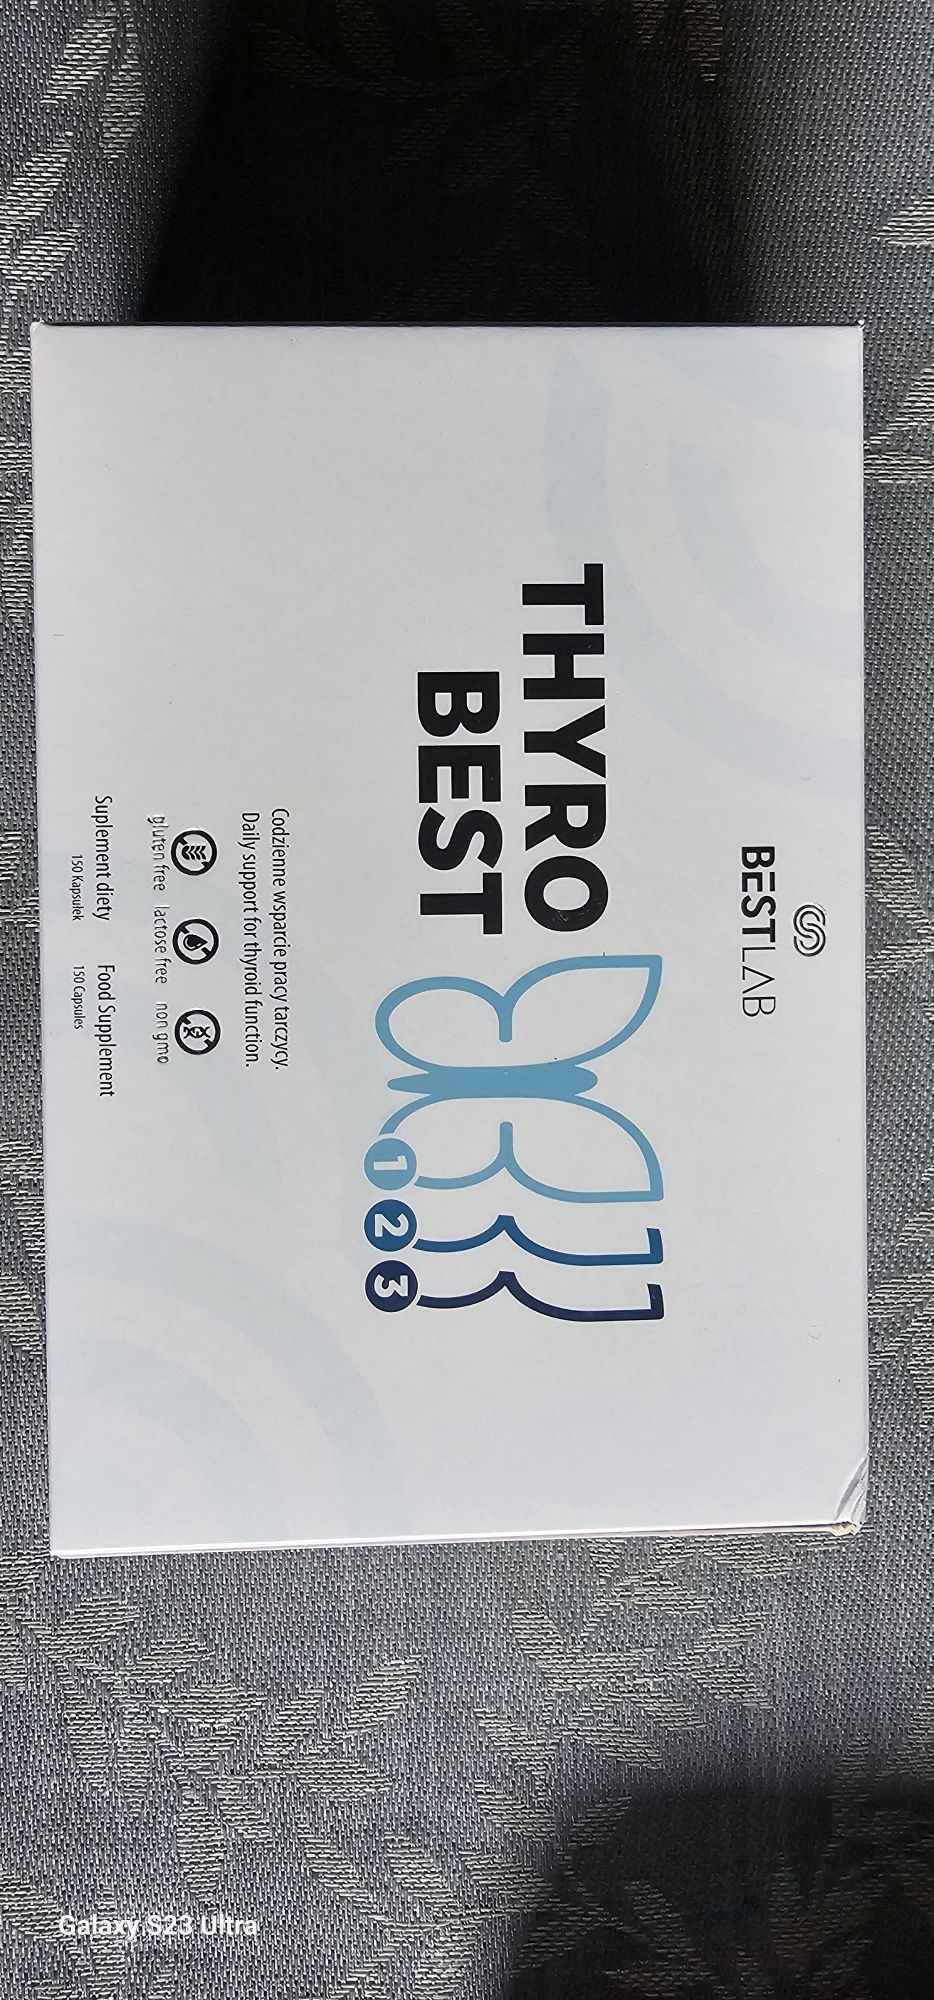 BESTLAB
THYRO
BEST
1 2 3
Codzienne wsparcie pracy tarczycy.
Daily support for thyroid function.
gluten free lactose free non gmo
Suplement diety Food Supplement
150 Kapsułek 150 Capsules
Galaxy S23 Ultra